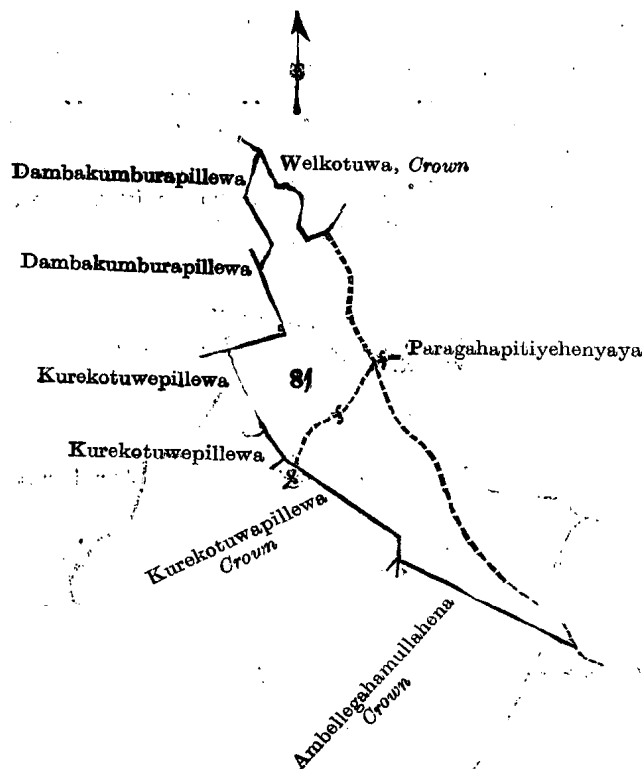 Welkotuwa, Crown
Dambakumburapillewa
Dambakumburapillewa
Paragahapitiyehenyaya
Kurekotuwepillewa
81
Kurekotuwepillewa
Kurekotuwapillewa
Crown
Ambellegahamullahena
Crown